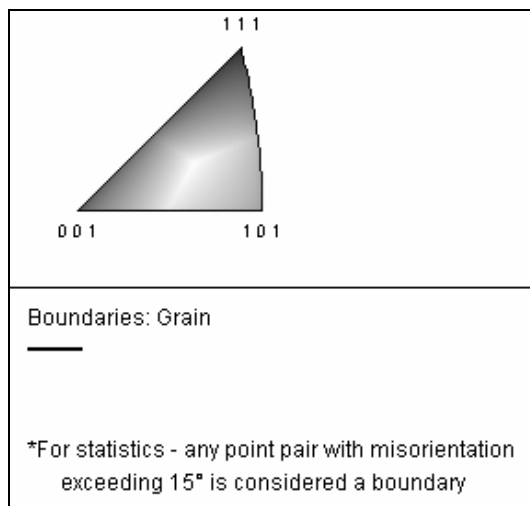 1 1 1
0 0 1
1 0 1
Boundaries: Grain
*For statistics - any point pair with misorientation
exceeding 15° is considered a boundary